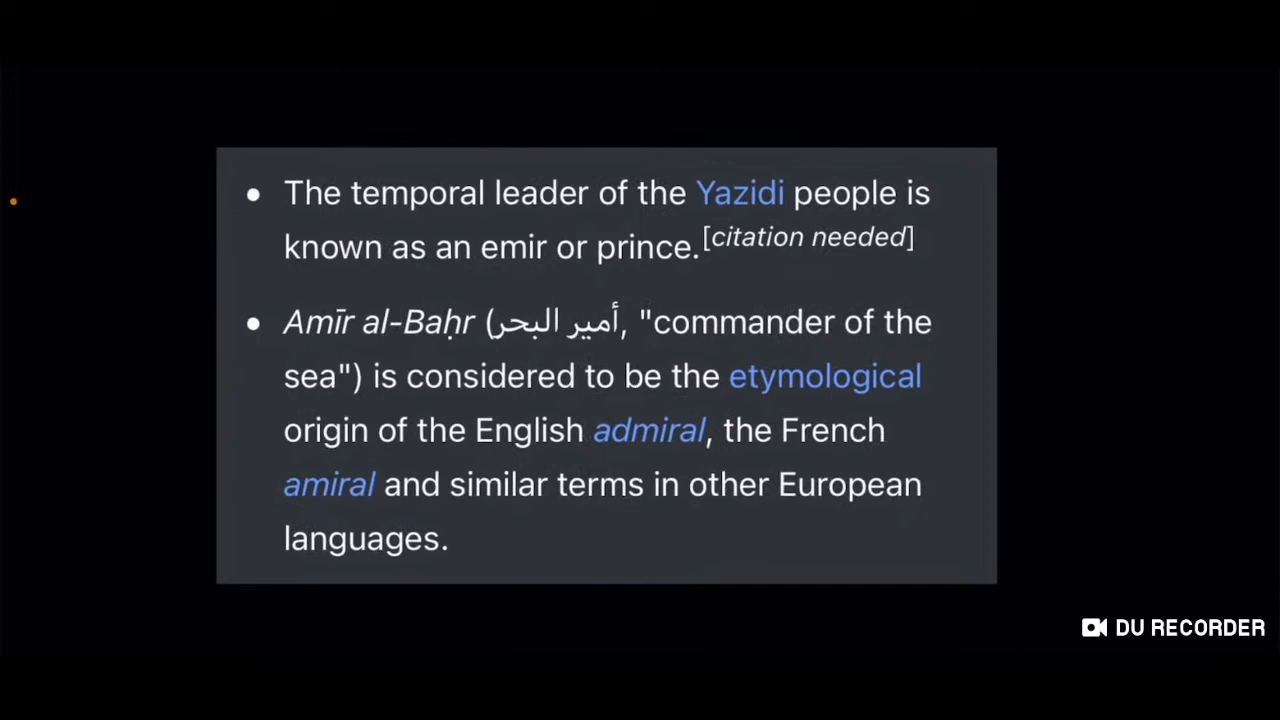 • The temporal leader of the Yazidi people is
known as an emir or prince.[citation needed]
• Amīr al-Baḥr (أمير البحر, "commander of the
sea") is considered to be the etymological
origin of the English admiral, the French
amiral and similar terms in other European
languages.
DU RECORDER